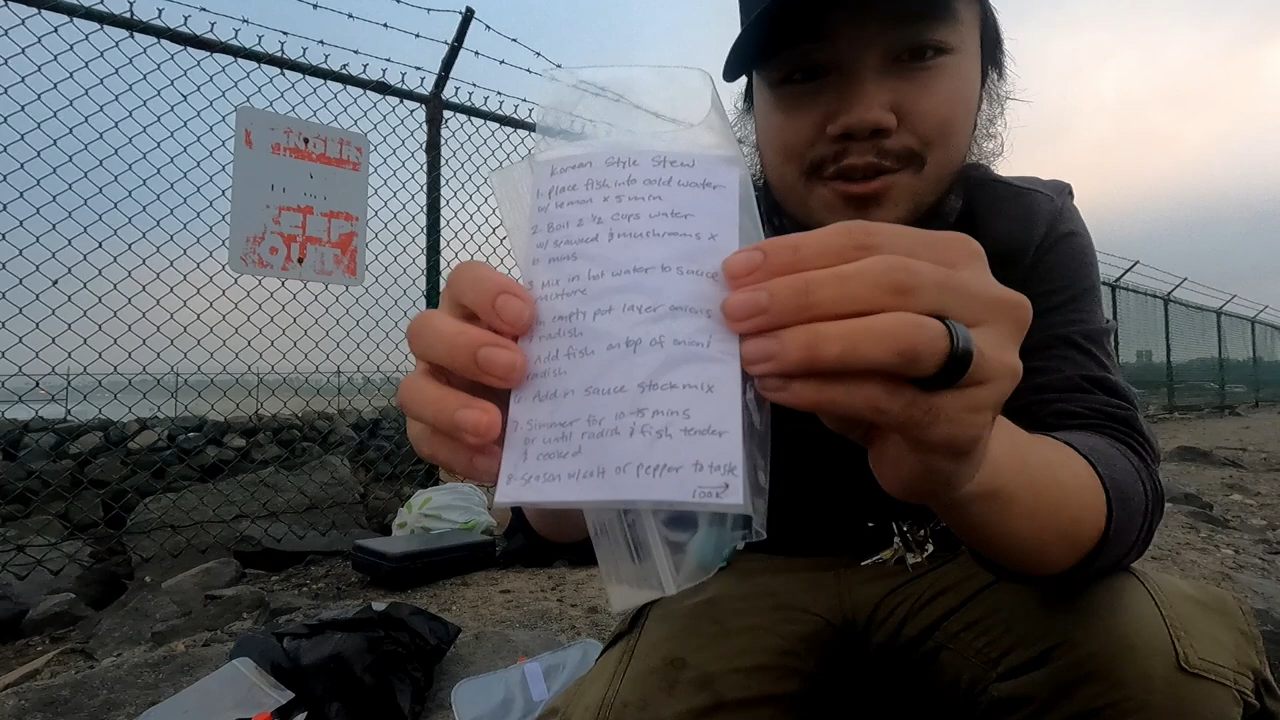 Korean Style Stew
1. Place fish into cold water
w/ lemon x 5 min
2. Boil 2 1/2 cups water
w/ seaweed & mushrooms x
mins
3 Mix in hot water to sauce
mixture
in empty pot layer onions
radish
Add fish on top of onion/
radish
Add in sauce stock mix
7. Simmer for 10-15 mins
or until radish & fish tender
& cooked
8. Season w/ salt or pepper to taste
look